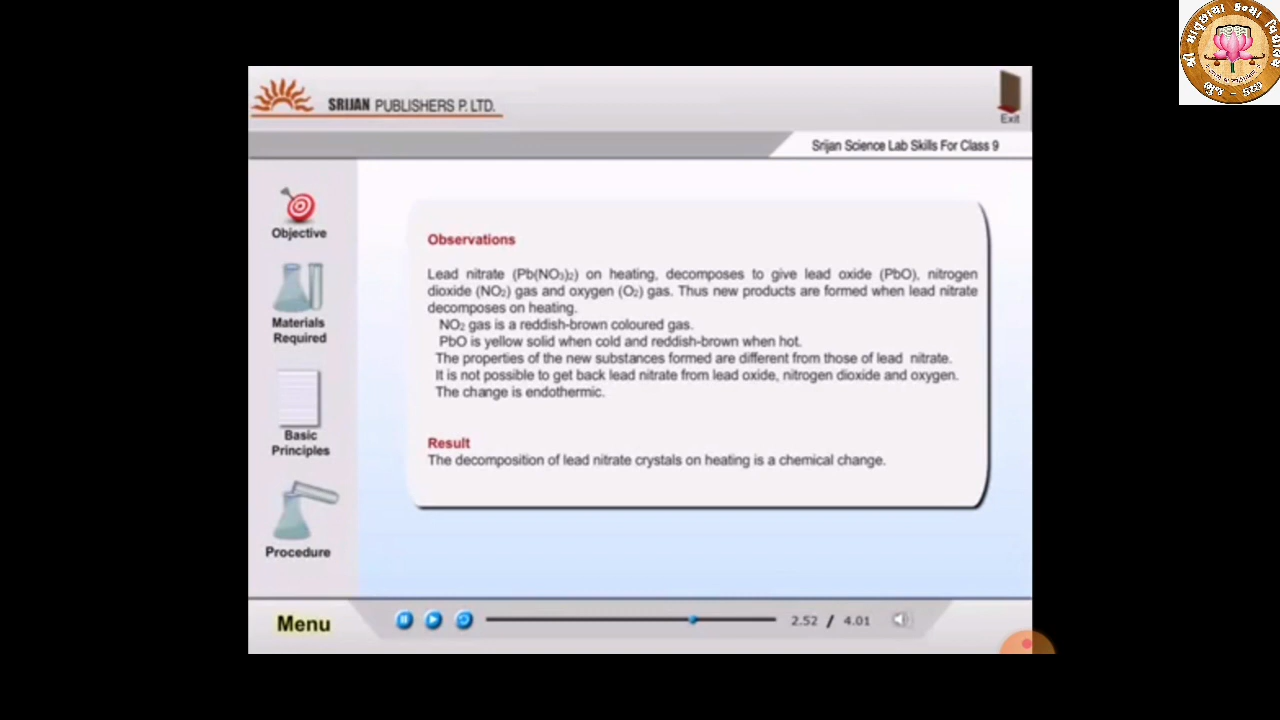 SRIJAN PUBLISHERS P. LTD.
Exit
Srijan Science Lab Skills For Class 9
Objective
Materials
Required
Basic
Principles
Procedure
Observations
Lead nitrate (Pb(NO₃)₂) on heating, decomposes to give lead oxide (PbO), nitrogen
dioxide (NO₂) gas and oxygen (O₂) gas. Thus new products are formed when lead nitrate
decomposes on heating.
NO₂ gas is a reddish-brown coloured gas.
PbO is yellow solid when cold and reddish-brown when hot.
The properties of the new substances formed are different from those of lead nitrate.
It is not possible to get back lead nitrate from lead oxide, nitrogen dioxide and oxygen.
The change is endothermic.
Result
The decomposition of lead nitrate crystals on heating is a chemical change.
Menu
2.52 / 4.01